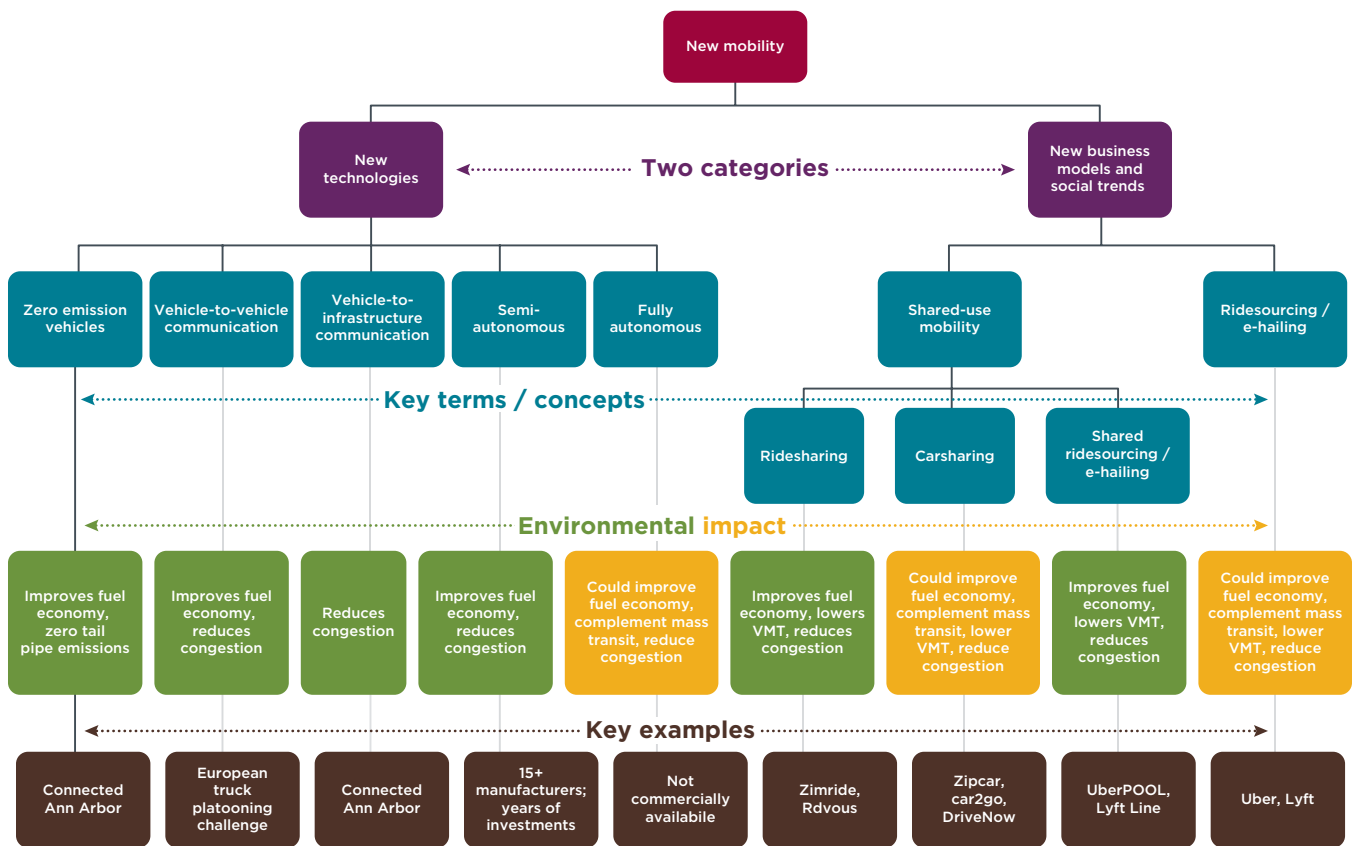 New mobility
New
technologies
Two categories
New business
models and
social trends
Zero emission
vehicles
Vehicle-to-vehicle
communication
Vehicle-to-
infrastructure
communication
Semi-
autonomous
Fully
autonomous
Shared-use
mobility
Ridesourcing /
e-hailing
Key terms / concepts
Ridesharing
Carsharing
Shared
ridesourcing /
e-hailing
Environmental impact
Improves fuel
economy,
zero tail
pipe emissions
Improves fuel
economy,
reduces
congestion
Reduces
congestion
Improves fuel
economy,
reduces
congestion
Could improve
fuel economy,
complement mass
transit, reduce
congestion
Improves fuel
economy, lowers
VMT, reduces
congestion
Could improve
fuel economy,
complement mass
transit, lower
VMT, reduce
congestion
Improves fuel
economy,
lowers VMT,
reduces
congestion
Could improve
fuel economy,
complement mass
transit, lower
VMT, reduce
congestion
Key examples
Connected
Ann Arbor
European
truck
platooning
challenge
Connected
Ann Arbor
15+
manufacturers;
years of
investments
Not
commercially
availabile
Zimride,
Rdvous
Zipcar,
car2go,
DriveNow
UberPOOL,
Lyft Line
Uber, Lyft